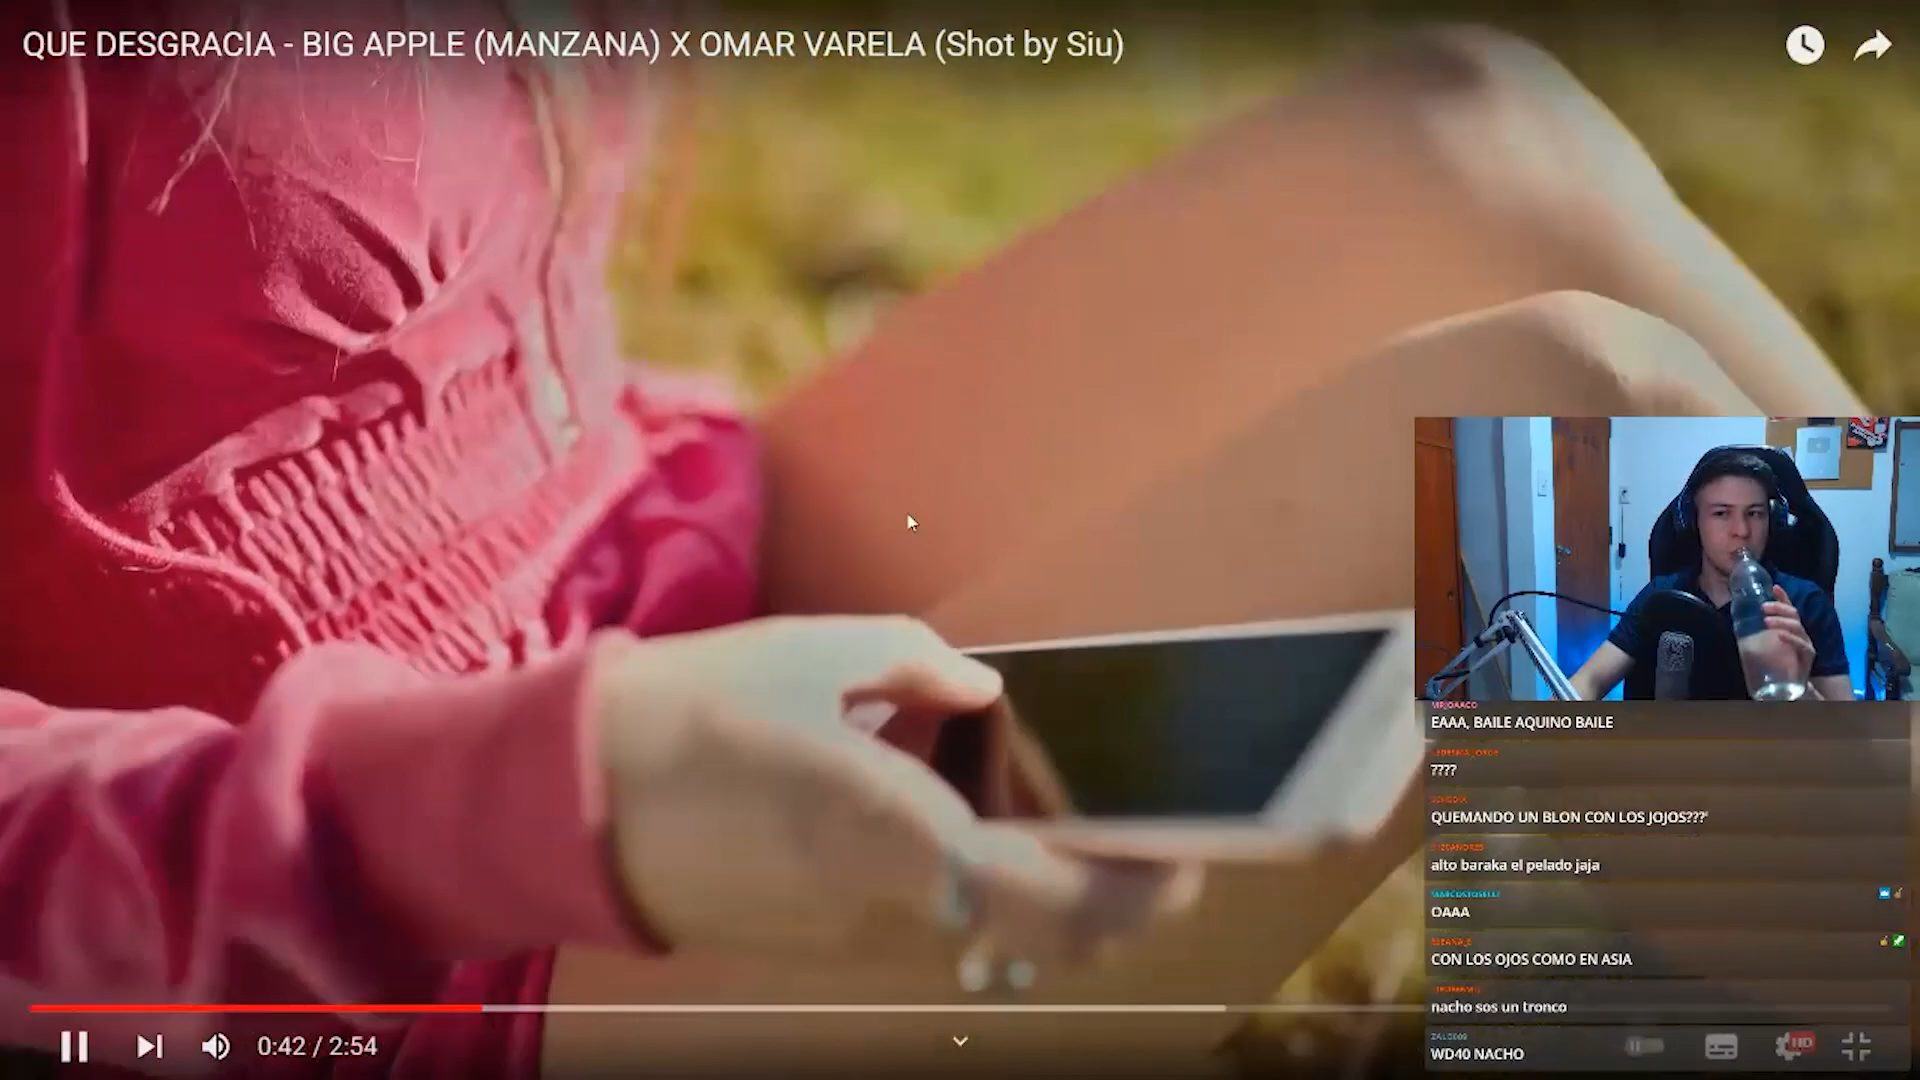 QUE DESGRACIA - BIG APPLE (MANZANA) X OMAR VARELA (Shot by Siu)
EAAA, BAILE AQUINO BAILE
????
QUEMANDO UN BLON CON LOS JOJOS???'
alto baraka el pelado jaja
OAAA
CON LOS OJOS COMO EN ASIA
nacho sos un tronco
WD40 NACHO
0:42 / 2:54
HD